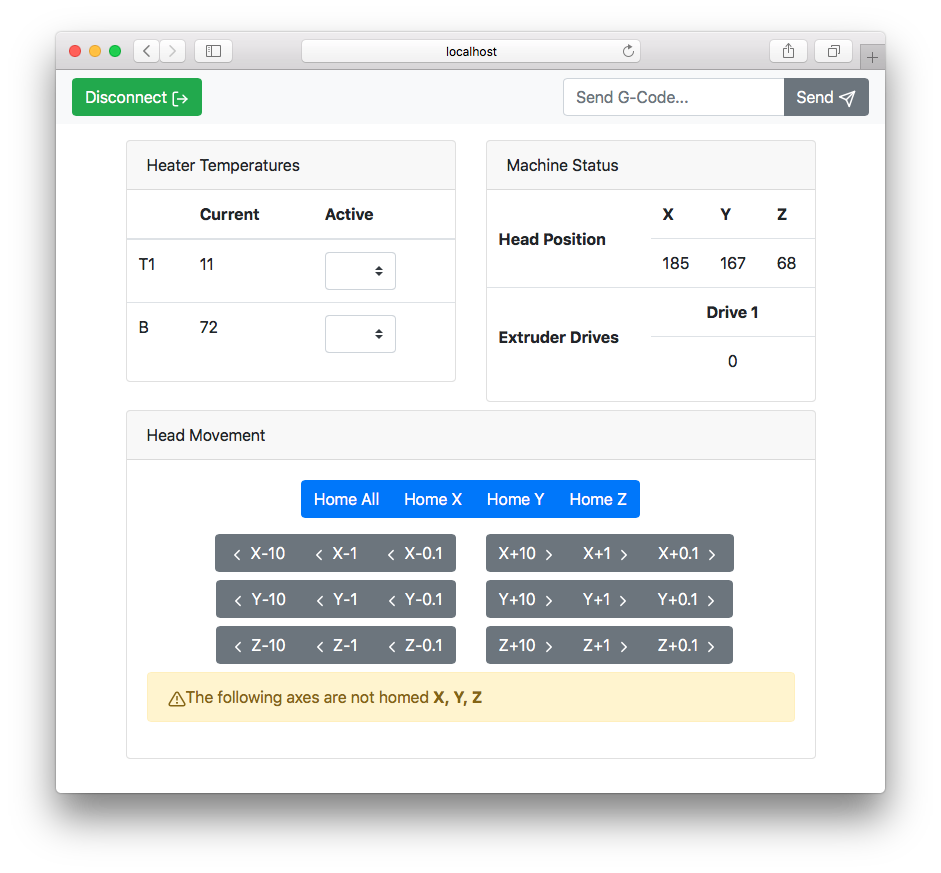 localhost
Disconnect
Send G-Code...
Send
Heater Temperatures
Current Active
T1 11
B 72
Machine Status
X Y Z
Head Position
185 167 68
Drive 1
Extruder Drives
0
Head Movement
Home All Home X Home Y Home Z
X-10 X-1 X-0.1 X+10 X+1 X+0.1
Y-10 Y-1 Y-0.1 Y+10 Y+1 Y+0.1
Z-10 Z-1 Z-0.1 Z+10 Z+1 Z+0.1
The following axes are not homed X, Y, Z